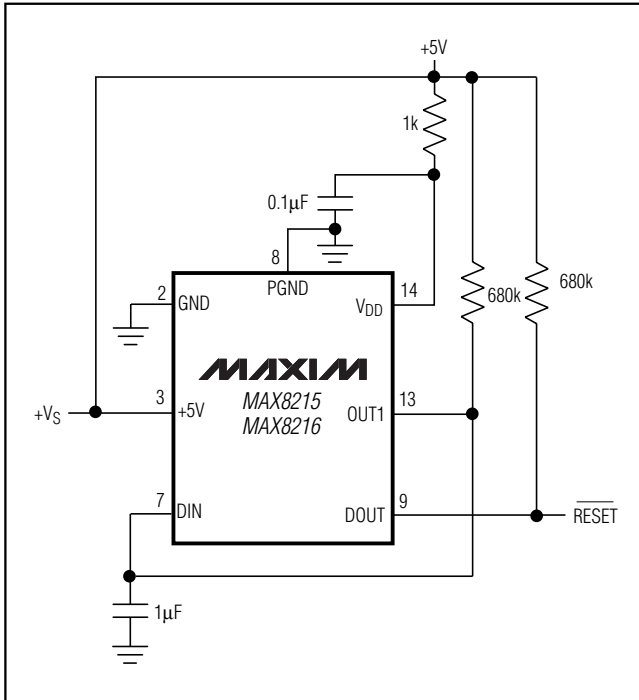 +5V
1k
0.1µF
8
PGND
2
GND
14
VDD
680k
680k
MAXIM
MAX8215
MAX8216
+VS
3
+5V
13
OUT1
7
DIN
9
DOUT
RESET
1µF